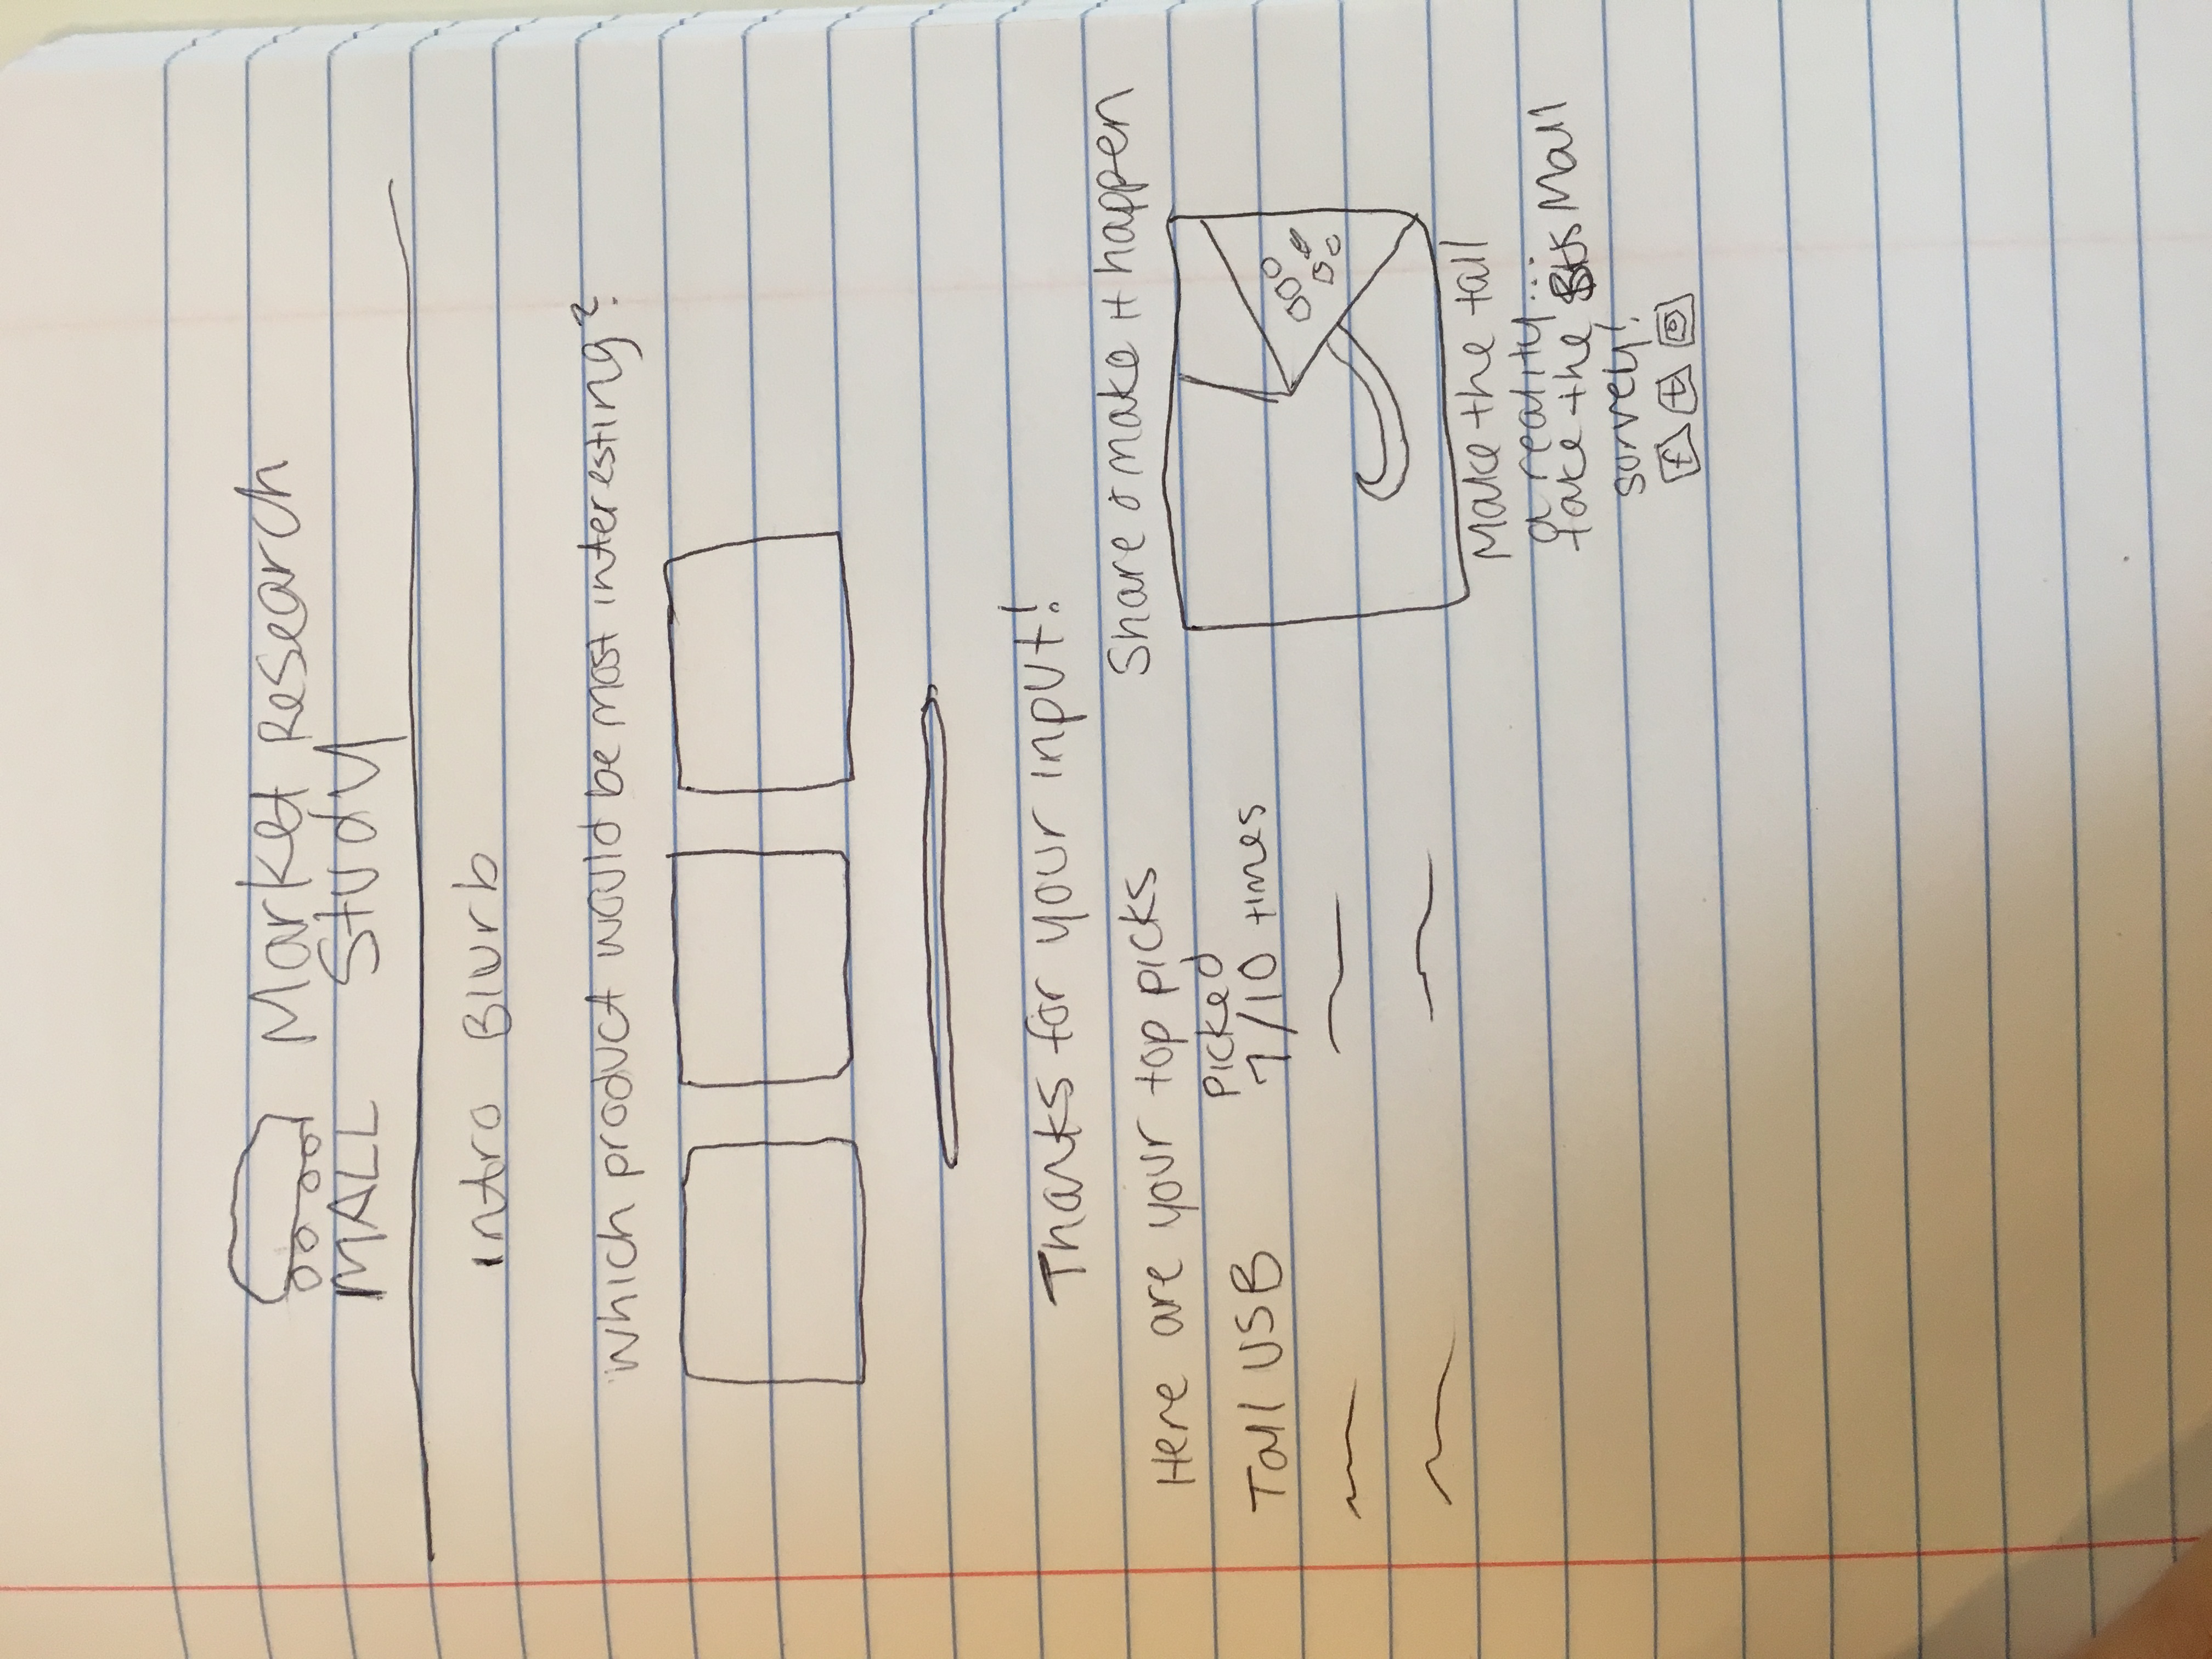 MALL
Market Research
Study
Intro Blurb
Which product would be most interesting?
Thanks for your input!
Here are your top picks
Picked
Tall USB 7/10 times
Share & make it happen
Make the tall
a reality...
take the Bus Mall
survey!
f t